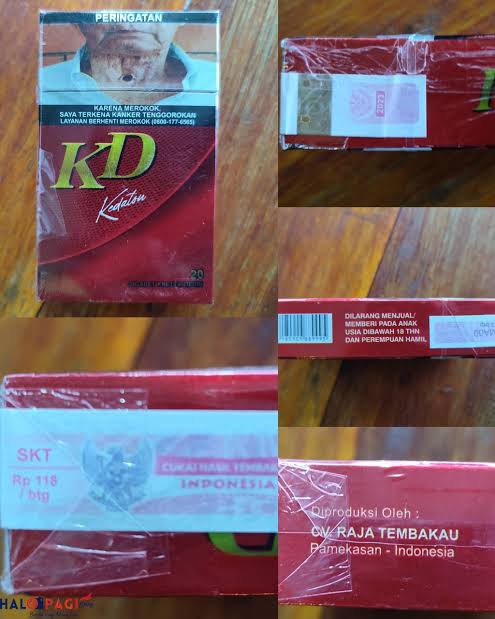 PERINGATAN
KARENA MEROKOK,
SAYA TERKENA KANKER TENGGOROKAN
LAYANAN BERHENTI MEROKOK (0800-177-6565)
KD
Kedaton
20
2023
DILARANG MENJUAL/
MEMBERI PADA ANAK
USIA DIBAWAH 18 THN
DAN PEREMPUAN HAMIL
SKT
Rp 118
/ btg
CUKAI HASIL TEMBAK
INDONESIA
Diproduksi Oleh :
CV. RAJA TEMBAKAU
Pamekasan - Indonesia
HALOPAGI